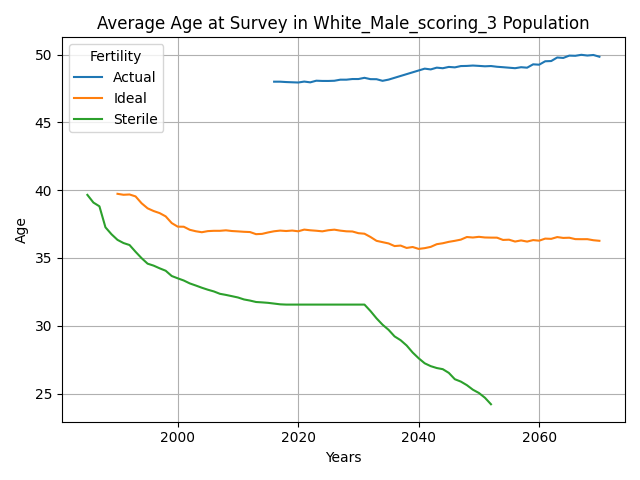 Average Age at Survey in White_Male_scoring_3 Population
Fertility
Actual
Ideal
Sterile
50
45
40
35
30
25
Age
2000
2020
2040
2060
Years